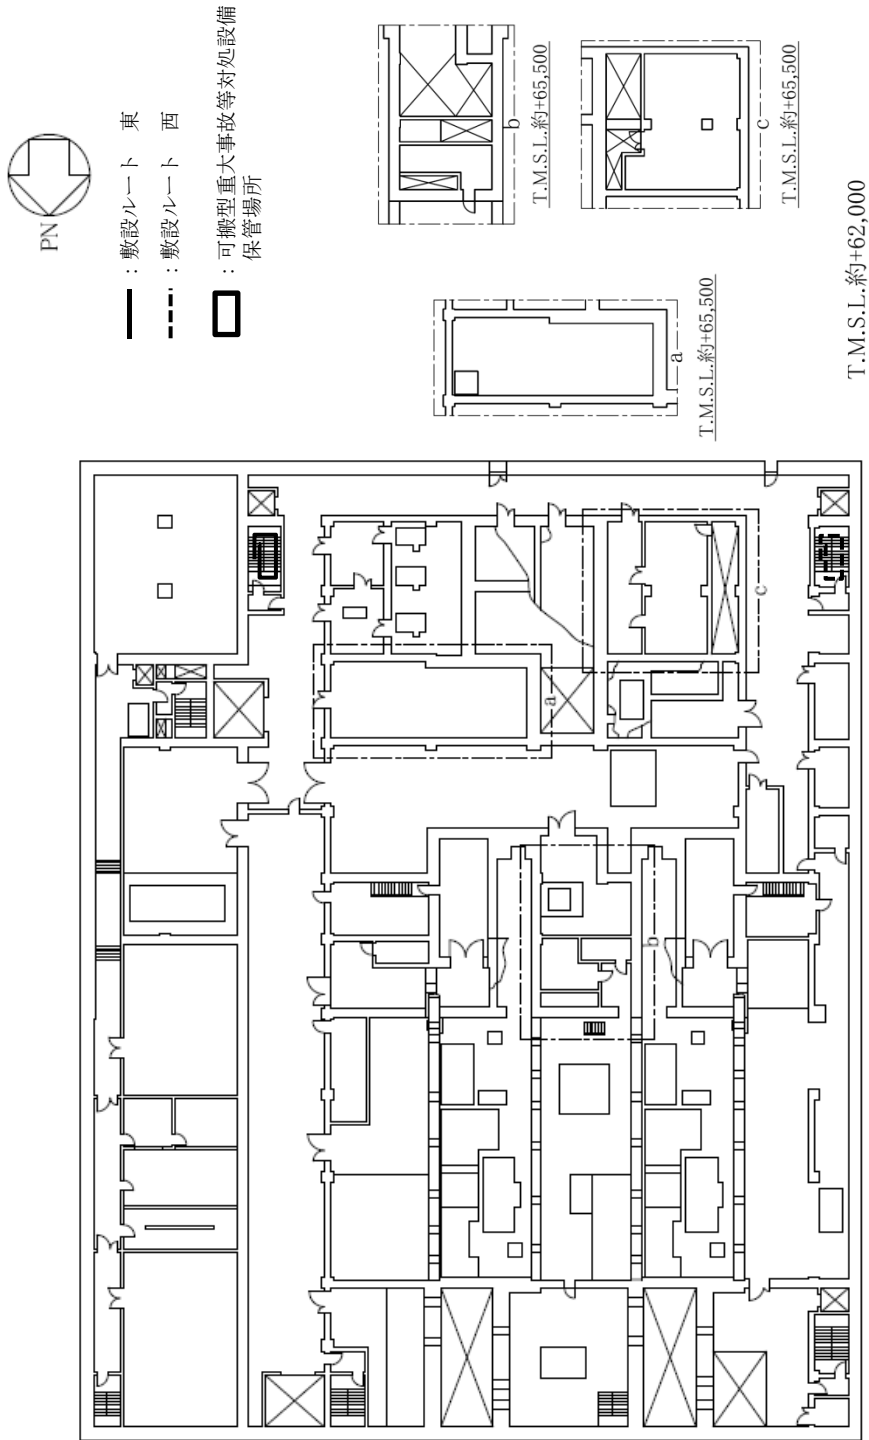 PN
：敷設ルート　東
：敷設ルート　西
：可搬型重大事故等対処設備
保管場所
b
T.M.S.L.約+65,500
c
T.M.S.L.約+65,500
a
T.M.S.L.約+65,500
T.M.S.L.約+62,000
a
b
c